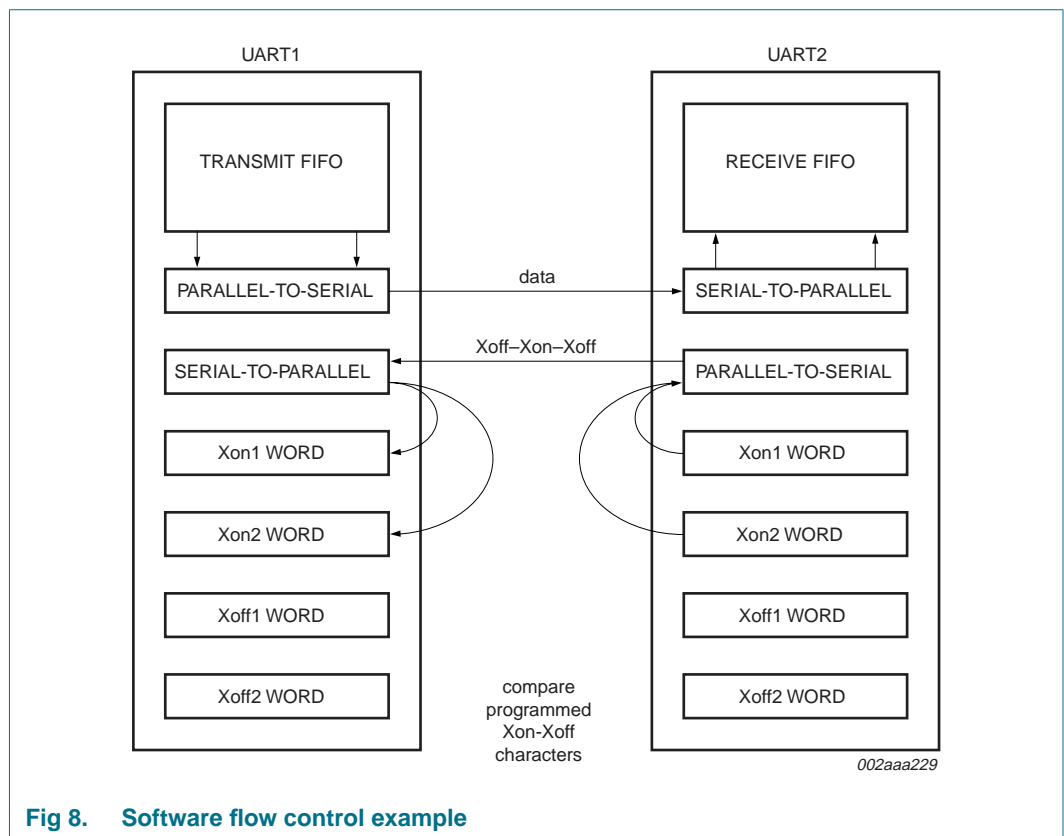 UART1
UART2
TRANSMIT FIFO
RECEIVE FIFO
PARALLEL-TO-SERIAL
data
SERIAL-TO-PARALLEL
Xoff–Xon–Xoff
SERIAL-TO-PARALLEL
PARALLEL-TO-SERIAL
Xon1 WORD
Xon1 WORD
Xon2 WORD
Xon2 WORD
Xoff1 WORD
Xoff1 WORD
Xoff2 WORD
Xoff2 WORD
compare
programmed
Xon-Xoff
characters
002aaa229
Fig 8. Software flow control example